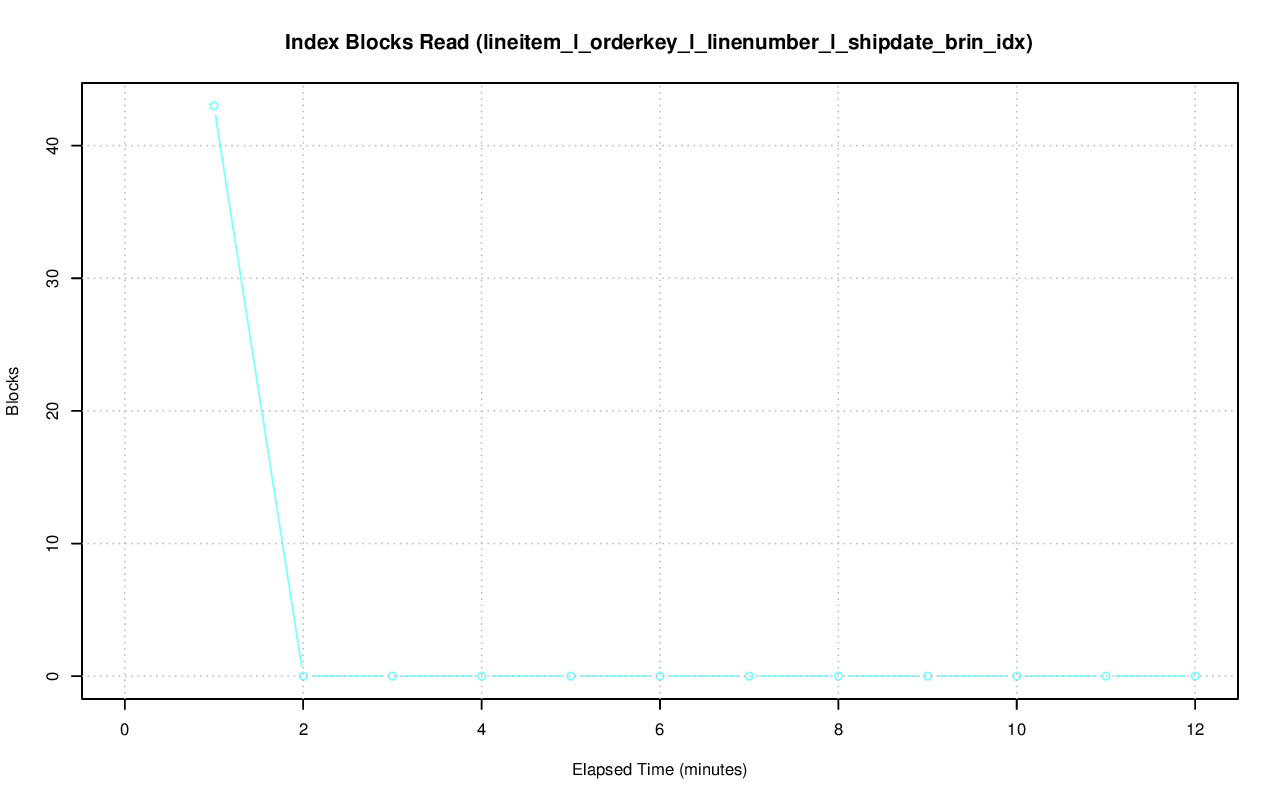 Index Blocks Read (lineitem_l_orderkey_l_linenumber_l_shipdate_brin_idx)
40
30
20
10
0
Blocks
0 2 4 6 8 10 12
Elapsed Time (minutes)